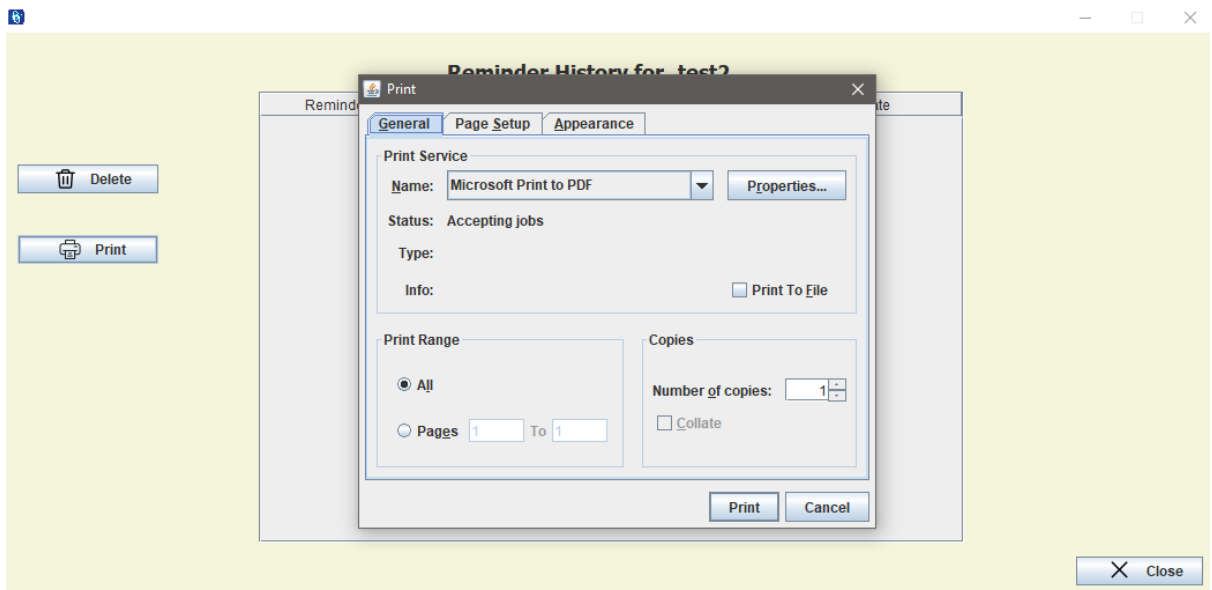 Reminder History for test2
Print
Delete
Print
General Page Setup Appearance
Print Service
Name: Microsoft Print to PDF Properties...
Status: Accepting jobs
Type:
Info: Print To File
Print Range
All
Pages 1 To 1
Copies
Number of copies: 1
Collate
Print Cancel
Close